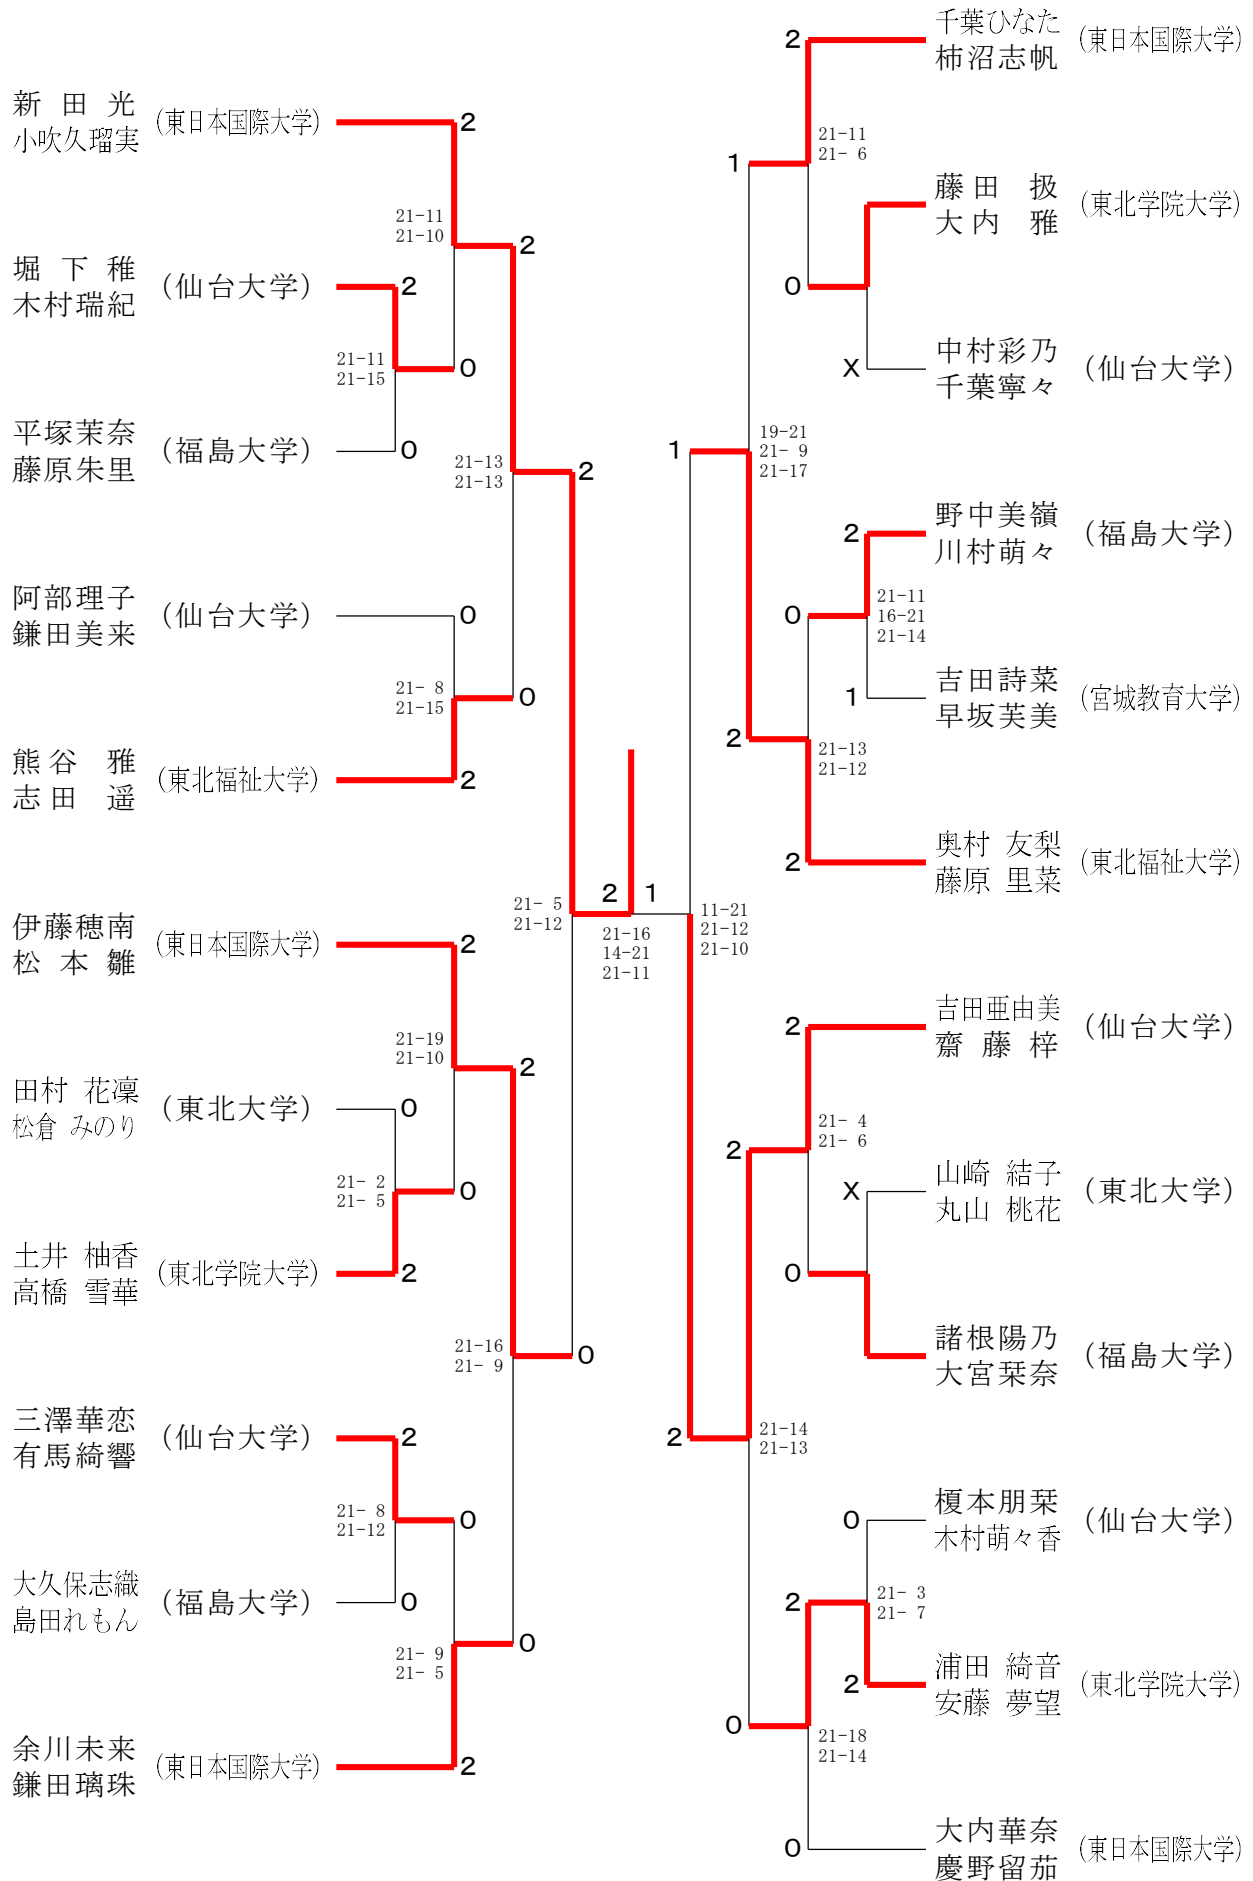 新田光
小吹久瑠実
(東日本国際大学)
2
21-11
21-10
2
堀下稚
木村瑞紀
(仙台大学)
2
21-11
21-15
0
平塚茉奈
藤原朱里
(福島大学)
0
21-13
21-13
2
阿部理子
鎌田美来
(仙台大学)
0
21- 8
21-15
0
熊谷雅
志田遥
(東北福祉大学)
2
21- 5
21-12
伊藤穂南
松本雛
(東日本国際大学)
2
21-19
21-10
2
田村 花凜
松倉 みのり
(東北大学)
0
21- 2
21- 5
0
土井 柚香
高橋 雪華
(東北学院大学)
2
21-16
21- 9
0
三澤華恋
有馬綺響
(仙台大学)
2
21- 8
21-12
0
大久保志織
島田れもん
(福島大学)
0
21- 9
21- 5
0
余川未来
鎌田璃珠
(東日本国際大学)
2
2 1
21-16
14-21
21-11
2
千葉ひなた
柿沼志帆
(東日本国際大学)
21-11
21- 6
1
藤田扱
大内雅
(東北学院大学)
0
X
中村彩乃
千葉寧々
(仙台大学)
1
19-21
21- 9
21-17
2
野中美嶺
川村萌々
(福島大学)
0
21-11
16-21
21-14
1
吉田詩菜
早坂芙美
(宮城教育大学)
2
21-13
21-12
2
奥村 友梨
藤原 里菜
(東北福祉大学)
11-21
21-12
21-10
2
吉田亜由美
齋藤梓
(仙台大学)
21- 4
21- 6
2
X
山崎 結子
丸山 桃花
(東北大学)
0
諸根陽乃
大宮栞奈
(福島大学)
2
21-14
21-13
0
榎本朋栞
木村萌々香
(仙台大学)
2
21- 3
21- 7
2
浦田 綺音
安藤 夢望
(東北学院大学)
0
21-18
21-14
0
大内華奈
慶野留茄
(東日本国際大学)